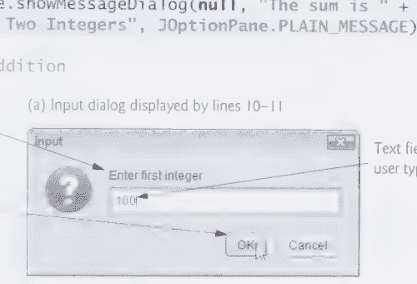 e.showMessageDialog(null, "The sum is " +
Two Integers", JOptionPane.PLAIN_MESSAGE)
ddition
(a) Input dialog displayed by lines 10–11
Input
Enter first integer
100
Text fie
user typ
OK
Cancel